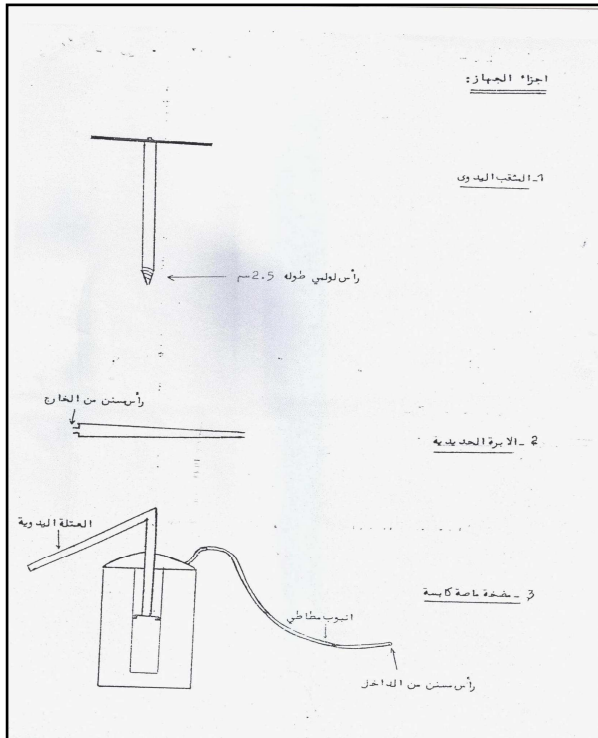 اجزاء الجهاز:
1-المثقب اليدوى
رأس لولبي طوله 2.5سم
رأس مسنن من الخارج
2-الابرة الحديدية
العتلة اليدوية
3-مضخة ماصة كابسة
انبوب مطاطي
رأس مسنن من الداخل